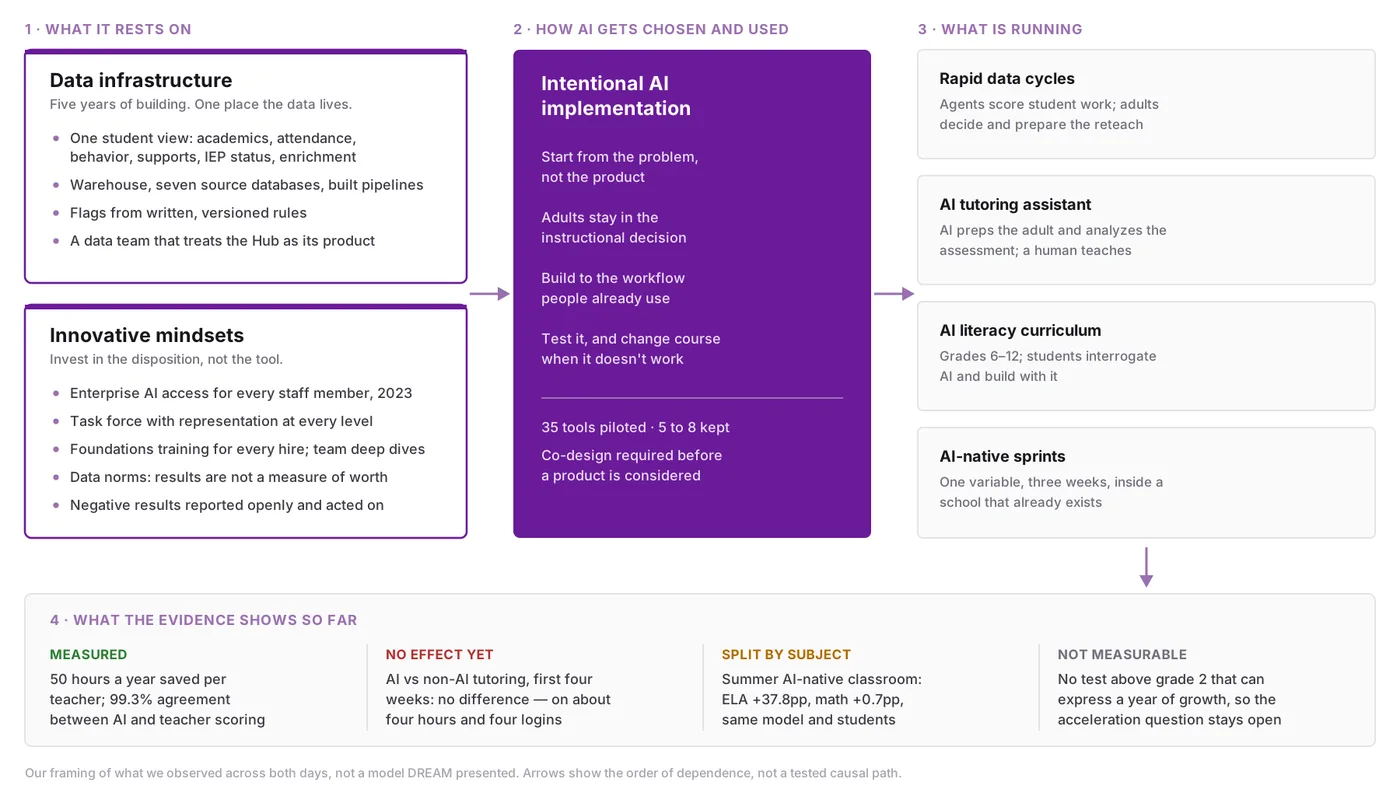 1 · WHAT IT RESTS ON
Data infrastructure
Five years of building. One place the data lives.
• One student view: academics, attendance,
behavior, supports, IEP status, enrichment
• Warehouse, seven source databases, built pipelines
• Flags from written, versioned rules
• A data team that treats the Hub as its product
Innovative mindsets
Invest in the disposition, not the tool.
• Enterprise AI access for every staff member, 2023
• Task force with representation at every level
• Foundations training for every hire; team deep dives
• Data norms: results are not a measure of worth
• Negative results reported openly and acted on
2 · HOW AI GETS CHOSEN AND USED
Intentional AI
implementation
Start from the problem,
not the product
Adults stay in the
instructional decision
Build to the workflow
people already use
Test it, and change course
when it doesn't work
35 tools piloted · 5 to 8 kept
Co-design required before
a product is considered
3 · WHAT IS RUNNING
Rapid data cycles
Agents score student work; adults
decide and prepare the reteach
AI tutoring assistant
AI preps the adult and analyzes the
assessment; a human teaches
AI literacy curriculum
Grades 6–12; students interrogate
AI and build with it
AI-native sprints
One variable, three weeks, inside a
school that already exists
4 · WHAT THE EVIDENCE SHOWS SO FAR
MEASURED
50 hours a year saved per
teacher; 99.3% agreement
between AI and teacher scoring
NO EFFECT YET
AI vs non-AI tutoring, first four
weeks: no difference — on about
four hours and four logins
SPLIT BY SUBJECT
Summer AI-native classroom:
ELA +37.8pp, math +0.7pp,
same model and students
NOT MEASURABLE
No test above grade 2 that can
express a year of growth, so the
acceleration question stays open
Our framing of what we observed across both days, not a model DREAM presented. Arrows show the order of dependence, not a tested causal path.